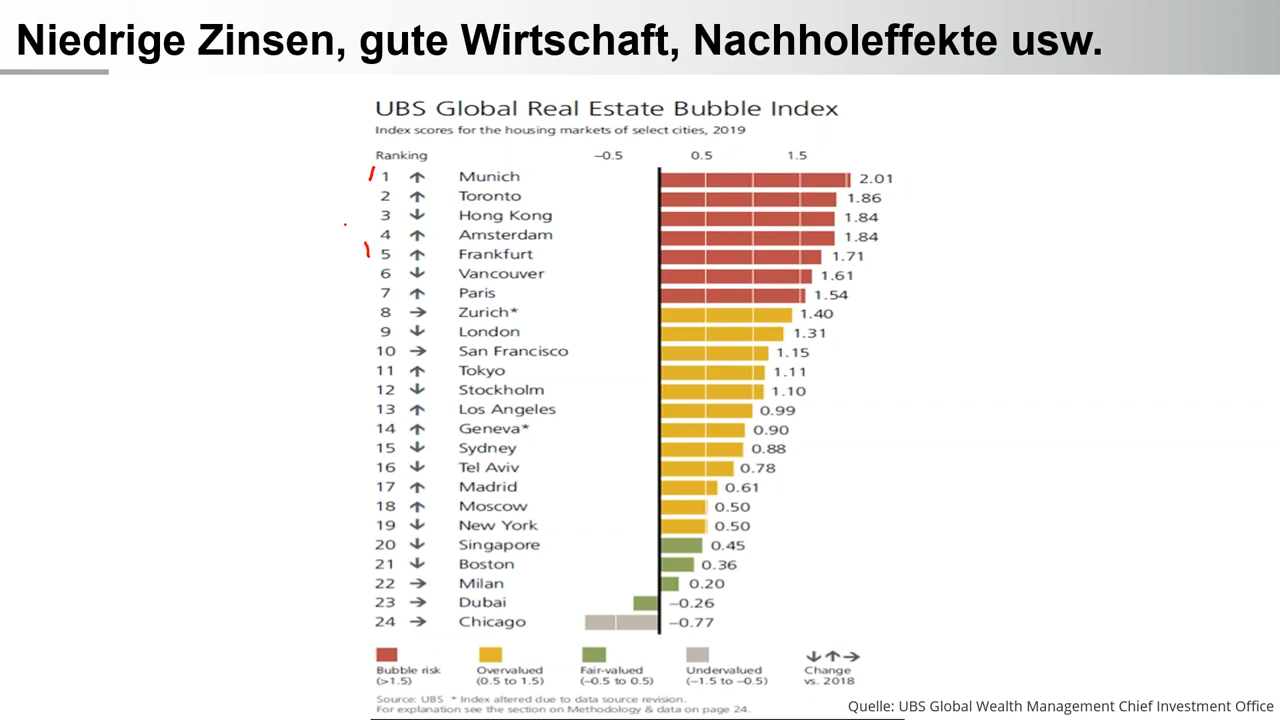 Niedrige Zinsen, gute Wirtschaft, Nachholeffekte usw.
UBS Global Real Estate Bubble Index
Index scores for the housing markets of select cities, 2019
Ranking −0.5 0.5 1.5
1 ↑ Munich 2.01
2 ↑ Toronto 1.86
3 ↓ Hong Kong 1.84
4 ↑ Amsterdam 1.84
5 ↑ Frankfurt 1.71
6 ↓ Vancouver 1.61
7 ↑ Paris 1.54
8 → Zurich* 1.40
9 ↓ London 1.31
10 → San Francisco 1.15
11 ↑ Tokyo 1.11
12 ↓ Stockholm 1.10
13 ↑ Los Angeles 0.99
14 ↑ Geneva* 0.90
15 ↓ Sydney 0.88
16 ↓ Tel Aviv 0.78
17 ↑ Madrid 0.61
18 ↑ Moscow 0.50
19 ↓ New York 0.50
20 ↓ Singapore 0.45
21 ↓ Boston 0.36
22 → Milan 0.20
23 → Dubai −0.26
24 → Chicago −0.77
↓↑→
Bubble risk Overvalued Fair-valued Undervalued Change
(>1.5) (0.5 to 1.5) (−0.5 to 0.5) (−1.5 to −0.5) vs. 2018
Source: UBS * Index altered due to data source revision.
For explanation see the section on Methodology & data on page 24.
Quelle: UBS Global Wealth Management Chief Investment Office